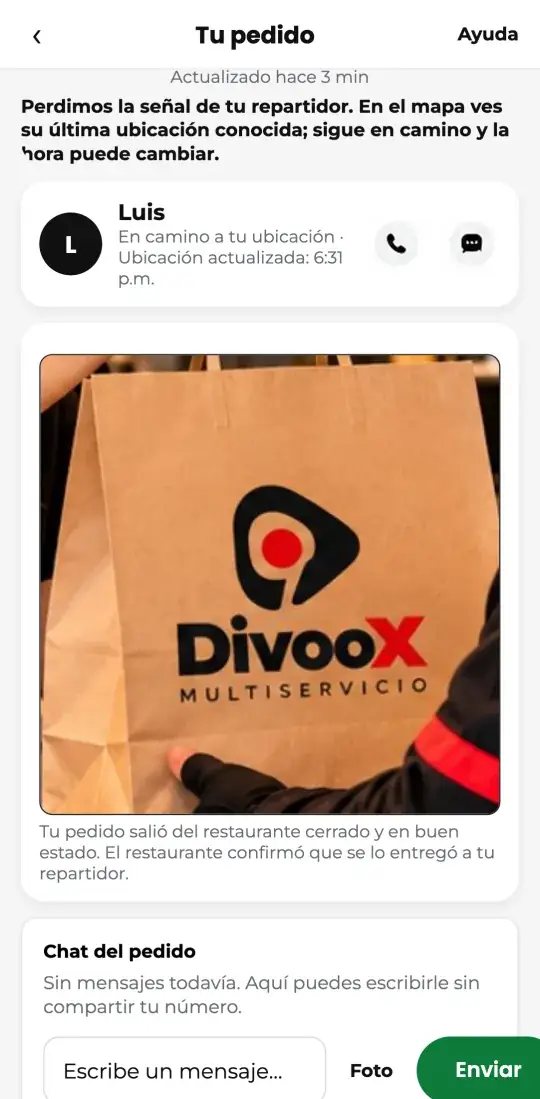 Tu pedido
Ayuda
Actualizado hace 3 min
Perdimos la señal de tu repartidor. En el mapa ves
su última ubicación conocida; sigue en camino y la
hora puede cambiar.
L
Luis
En camino a tu ubicación ·
Ubicación actualizada: 6:31
p.m.
DivooX
MULTISERVICIO
Tu pedido salió del restaurante cerrado y en buen
estado. El restaurante confirmó que se lo entregó a tu
repartidor.
Chat del pedido
Sin mensajes todavía. Aquí puedes escribirle sin
compartir tu número.
Escribe un mensaje...
Foto
Enviar